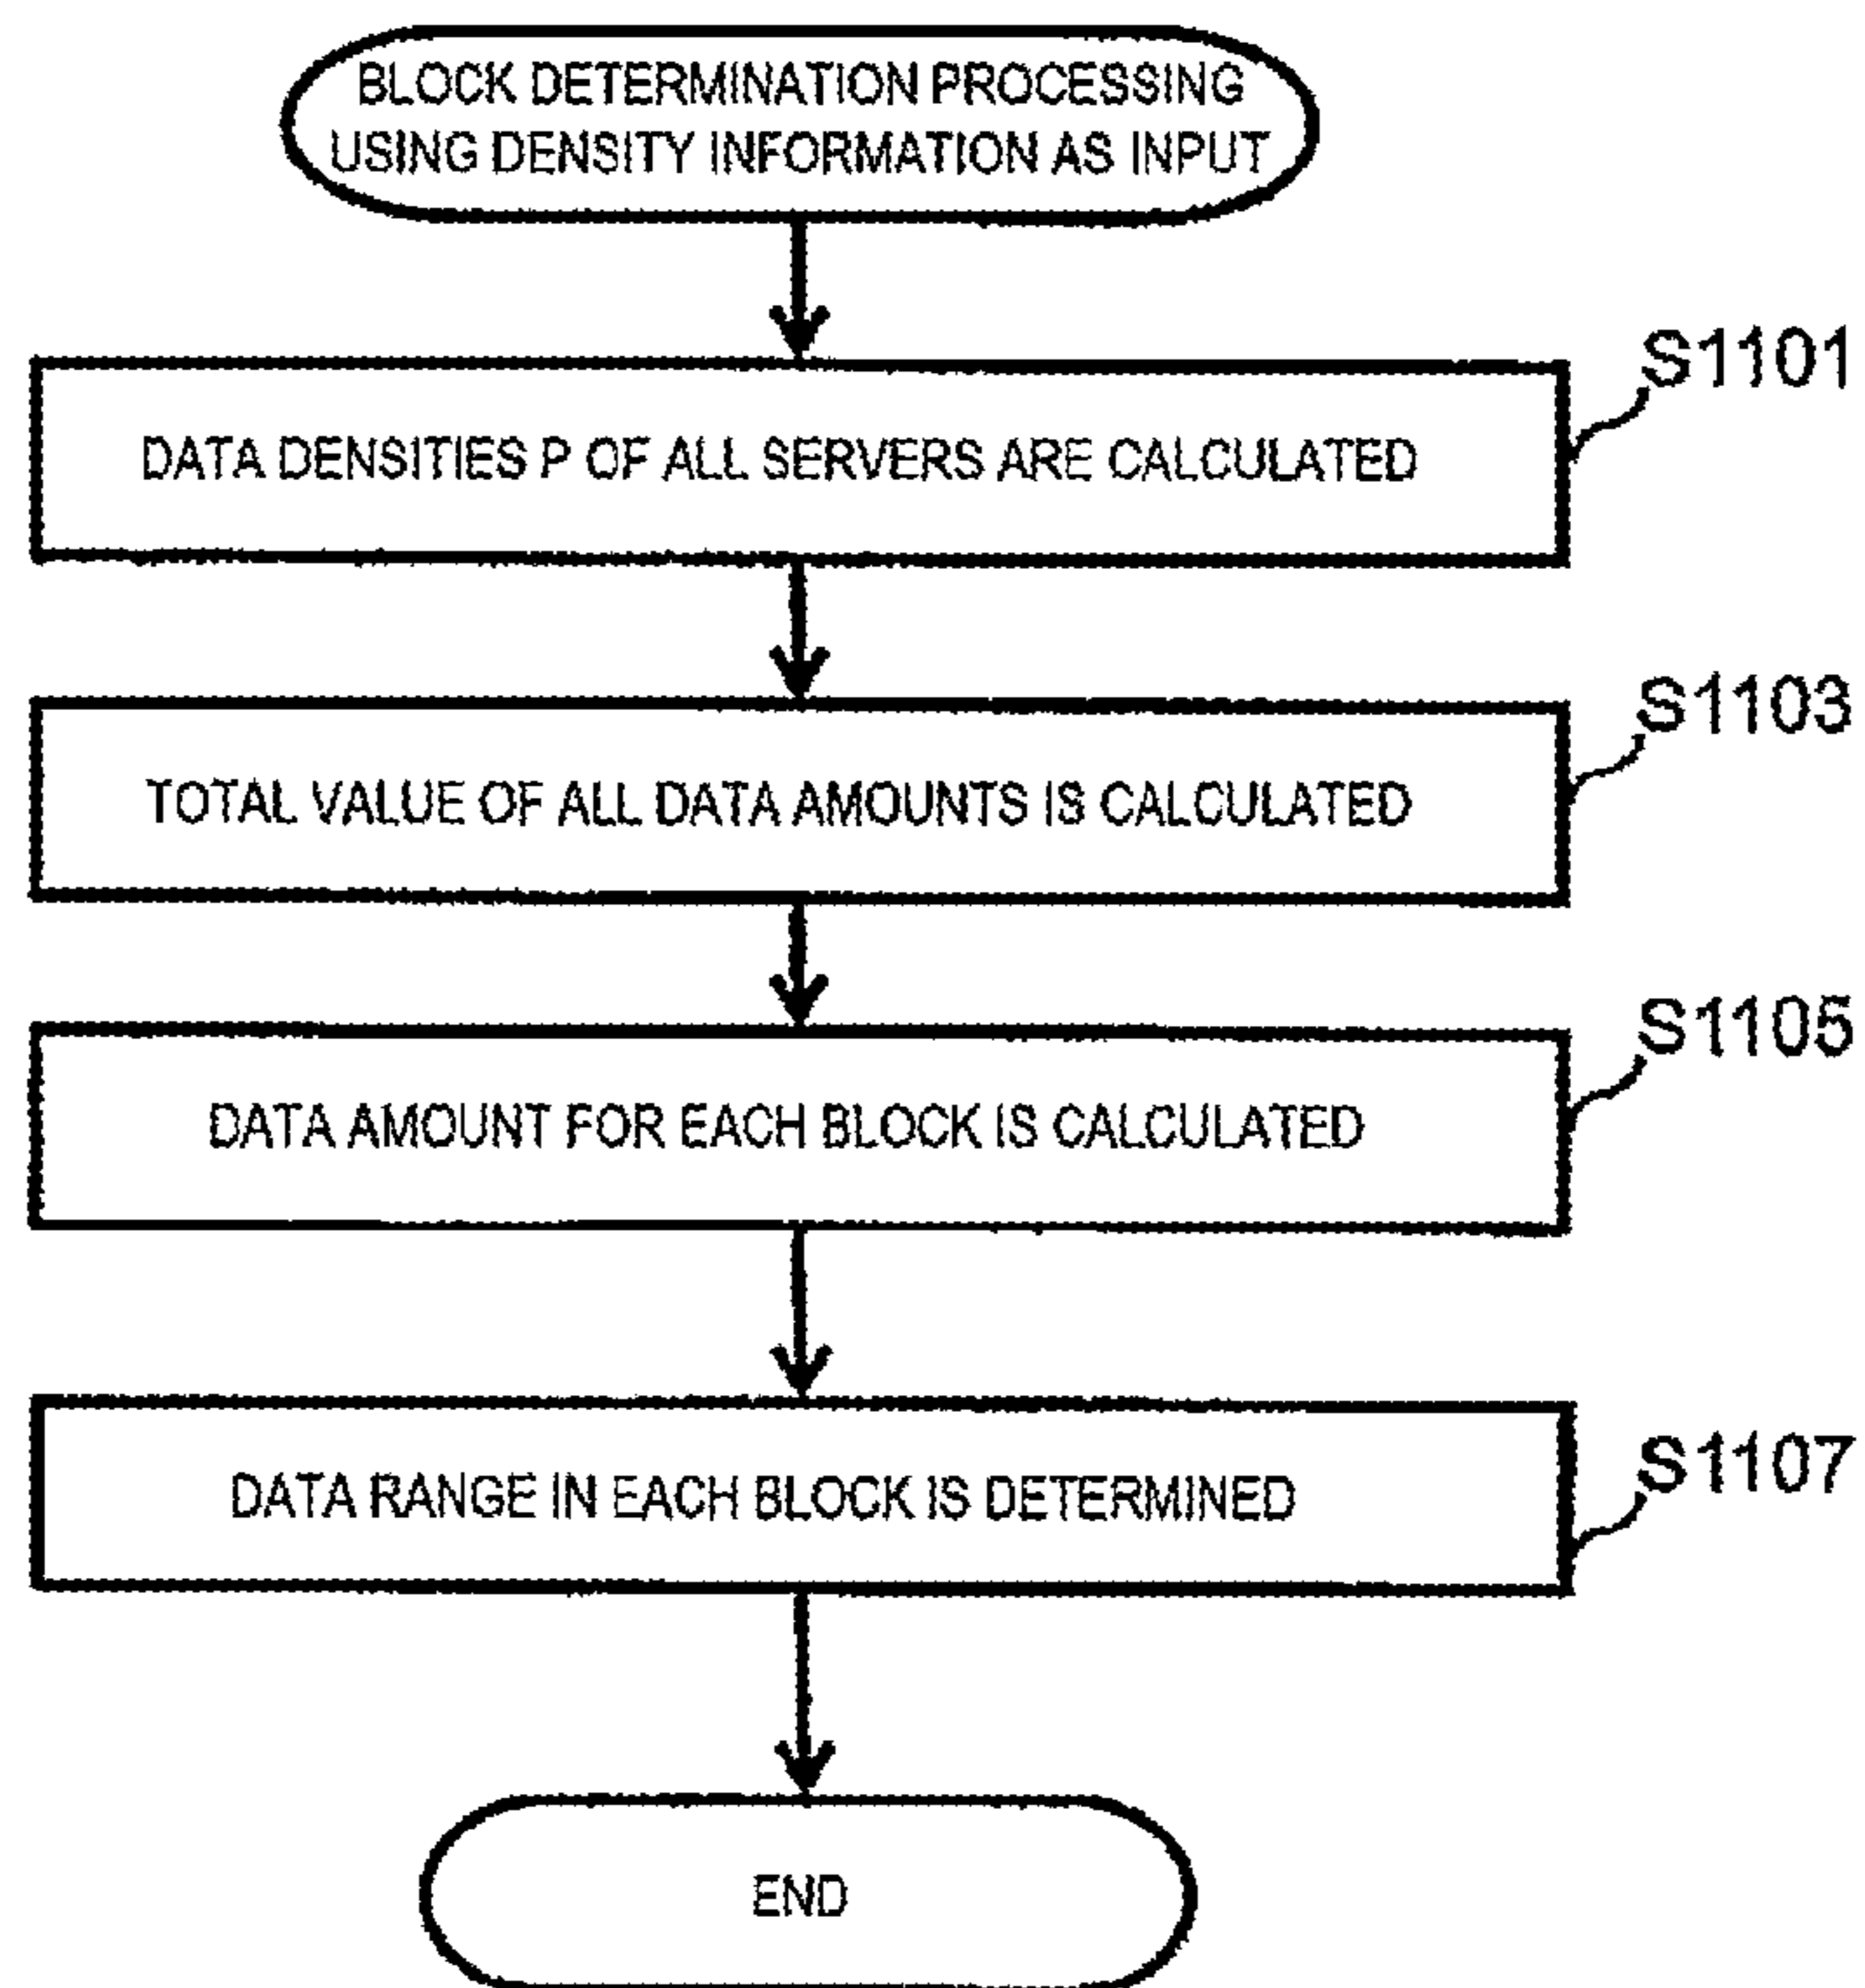 BLOCK DETERMINATION PROCESSING
USING DENSITY INFORMATION AS INPUT
S1101
DATA DENSITIES P OF ALL SERVERS ARE CALCULATED
S1103
TOTAL VALUE OF ALL DATA AMOUNTS IS CALCULATED
S1105
DATA AMOUNT FOR EACH BLOCK IS CALCULATED
S1107
DATA RANGE IN EACH BLOCK IS DETERMINED
END